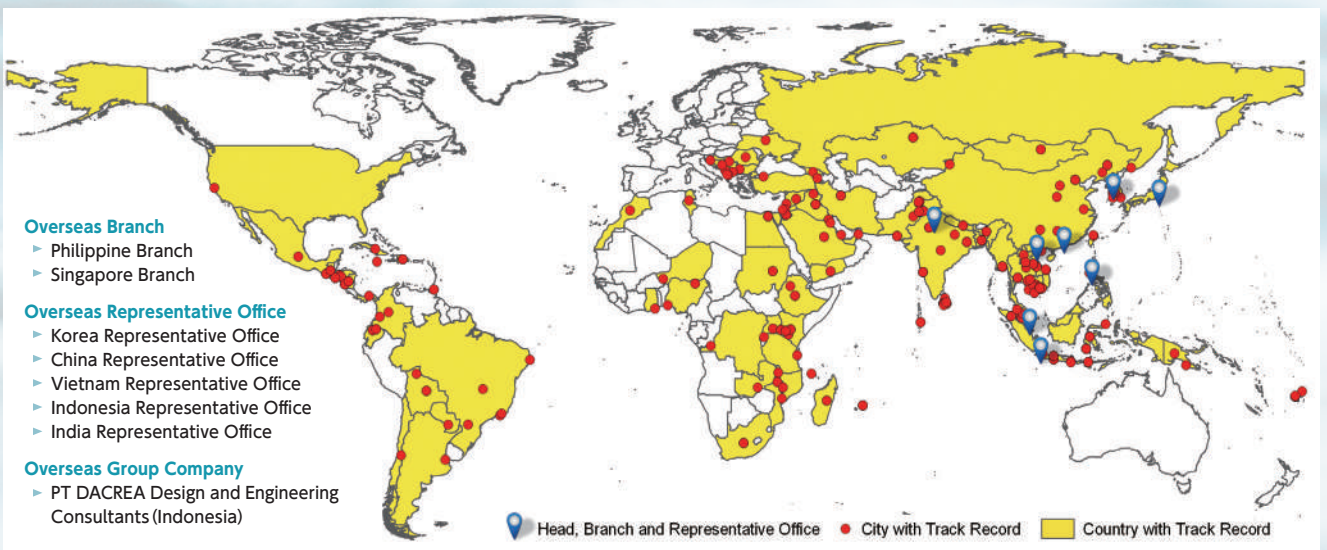 Overseas Branch
► Philippine Branch
► Singapore Branch
Overseas Representative Office
► Korea Representative Office
► China Representative Office
► Vietnam Representative Office
► Indonesia Representative Office
► India Representative Office
Overseas Group Company
► PT DACREA Design and Engineering
Consultants (Indonesia)
Head, Branch and Representative Office
City with Track Record
Country with Track Record